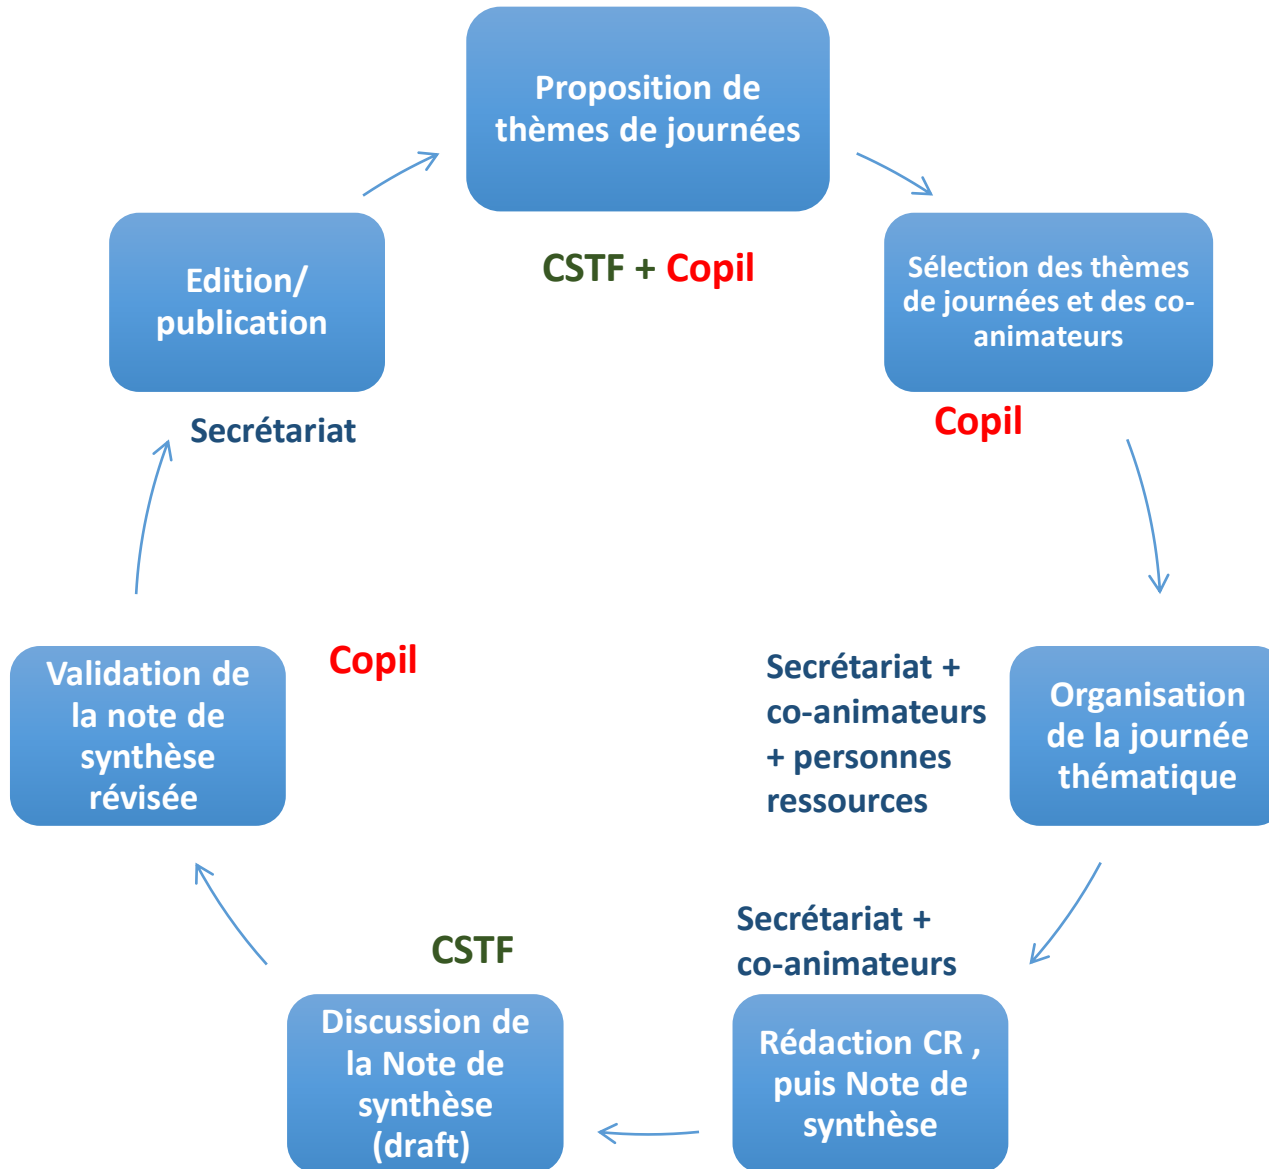 Proposition de
thèmes de journées
CSTF + Copil
Sélection des thèmes
de journées et des co-
animateurs
Copil
Organisation
de la journée
thématique
Secrétariat +
co-animateurs
+ personnes
ressources
Rédaction CR ,
puis Note de
synthèse
Secrétariat +
co-animateurs
Discussion de
la Note de
synthèse
(draft)
CSTF
Validation de
la note de
synthèse
révisée
Copil
Edition/
publication
Secrétariat